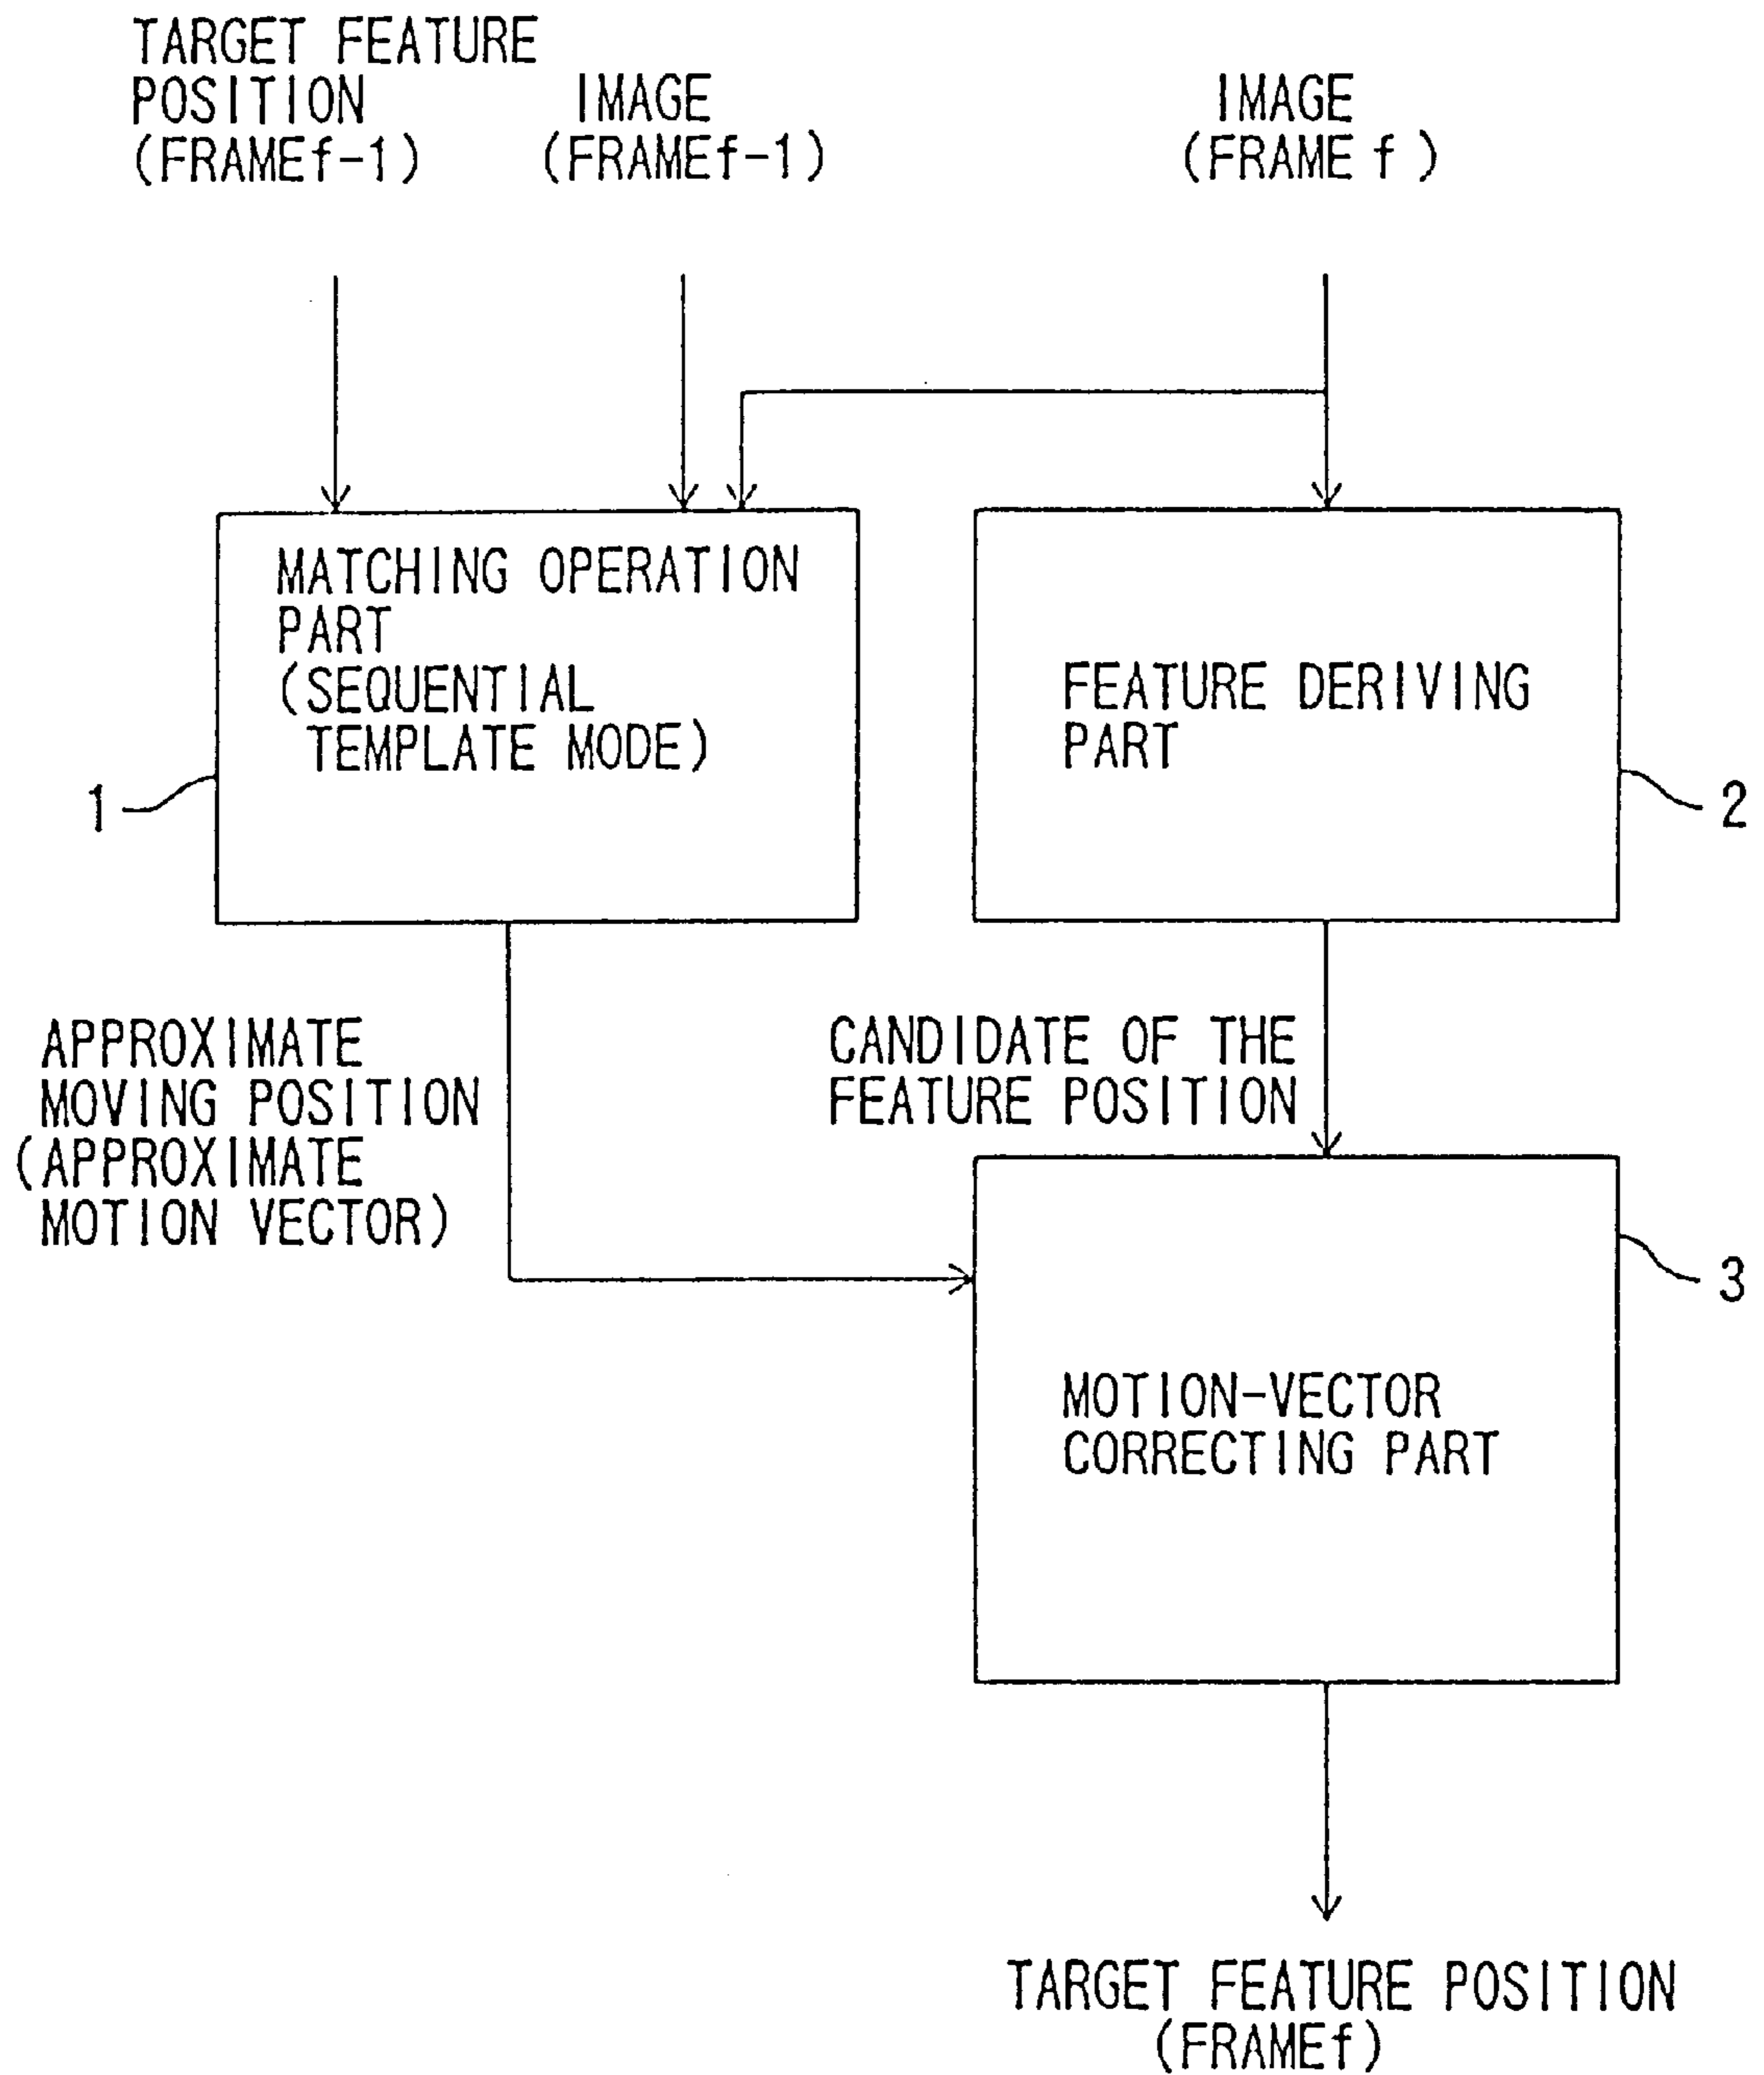 TARGET FEATURE
POSITION
(FRAMEf-1)
IMAGE
(FRAMEf-1)
IMAGE
(FRAME f )
MATCHING OPERATION
PART
(SEQUENTIAL
TEMPLATE MODE)
1
FEATURE DERIVING
PART
2
APPROXIMATE
MOVING POSITION
(APPROXIMATE
MOTION VECTOR)
CANDIDATE OF THE
FEATURE POSITION
3
MOTION-VECTOR
CORRECTING PART
TARGET FEATURE POSITION
(FRAMEf)